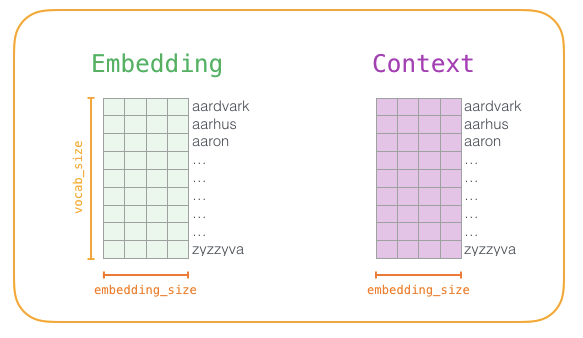 Embedding
Context
vocab_size
aardvark
aarhus
aaron
...
...
...
...
...
zyzzyva
embedding_size
aardvark
aarhus
aaron
...
...
...
...
...
zyzzyva
embedding_size